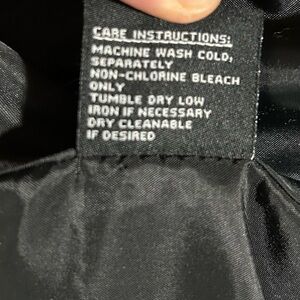 CARE INSTRUCTIONS:
MACHINE WASH COLD,
SEPARATELY
NON-CHLORINE BLEACH
ONLY
TUMBLE DRY LOW
IRON IF NECESSARY
DRY CLEANABLE
IF DESIRED